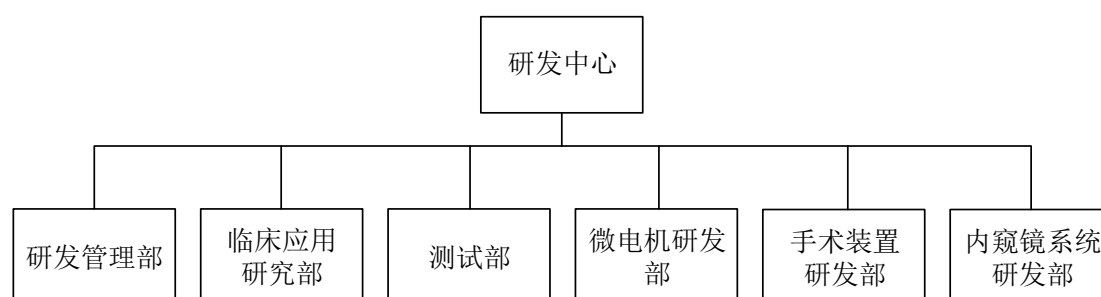 研发中心
研发管理部
临床应用
研究部
测试部
微电机研发
部
手术装置
研发部
内窥镜系统
研发部